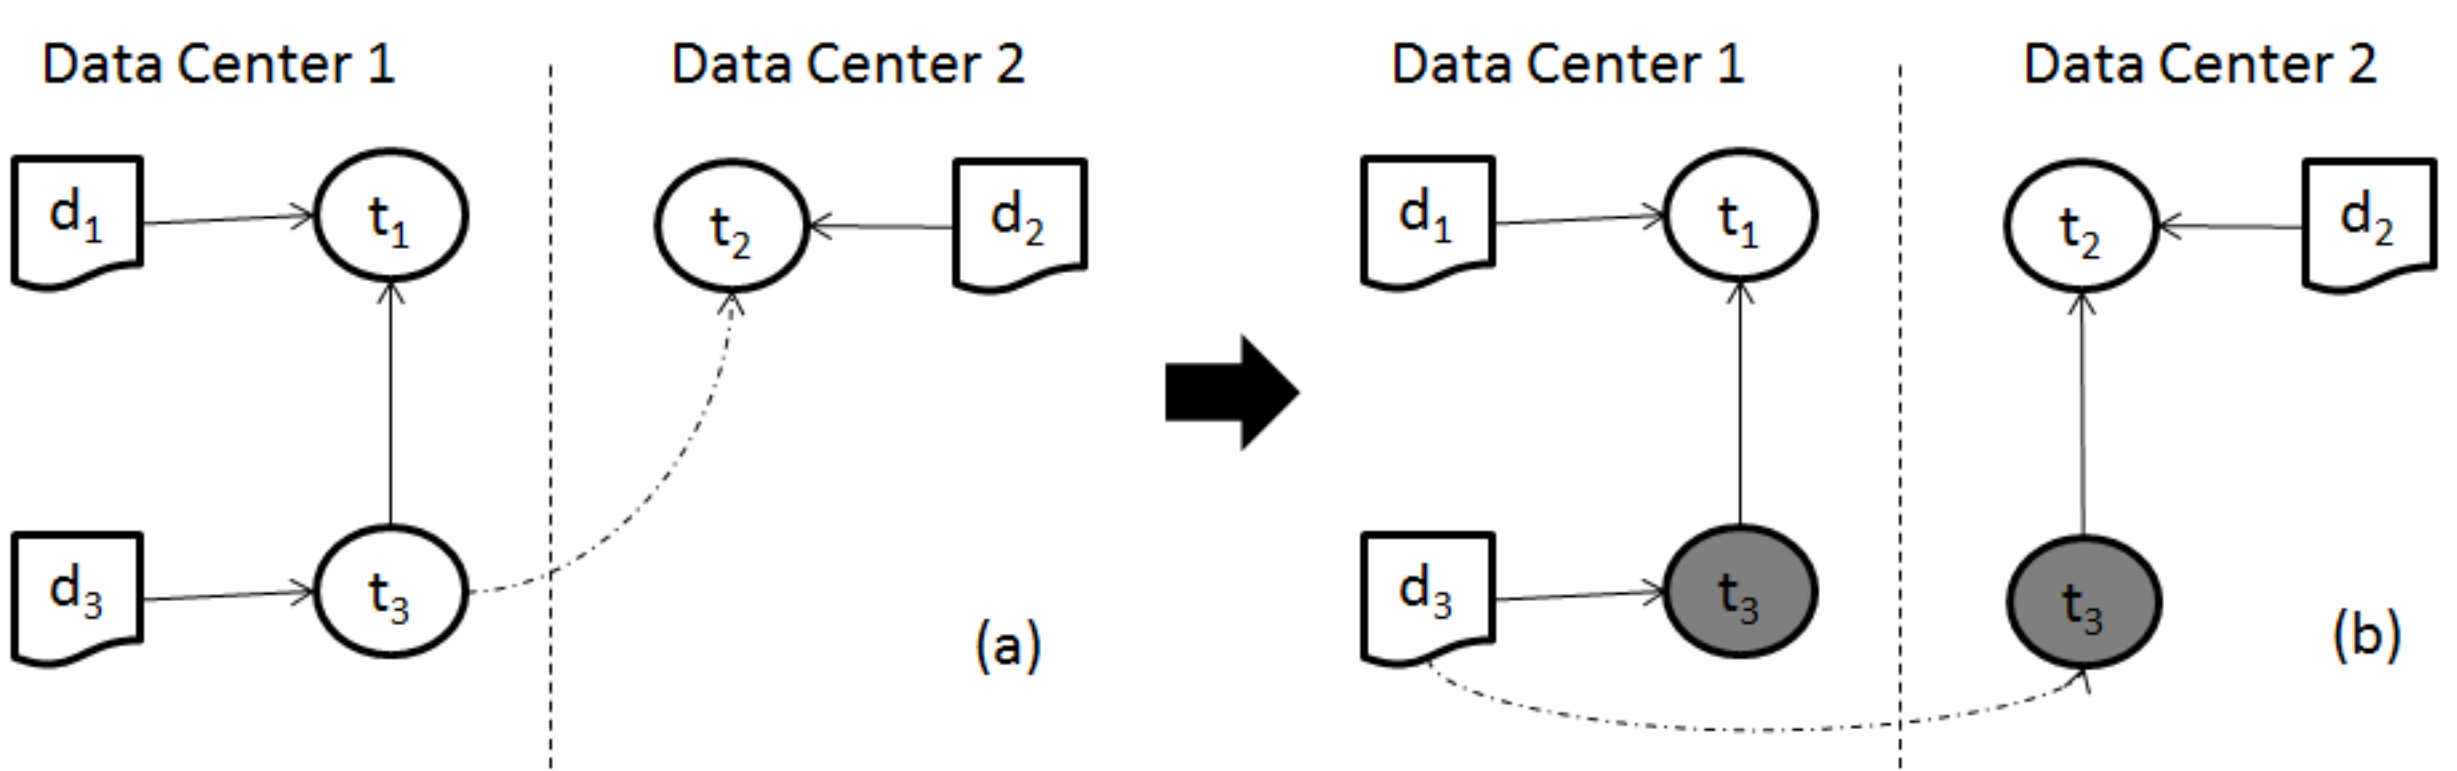 Data Center 1
Data Center 2
d1
t1
t2
d2
d3
t3
(a)
Data Center 1
Data Center 2
d1
t1
t2
d2
d3
t3
t3
(b)